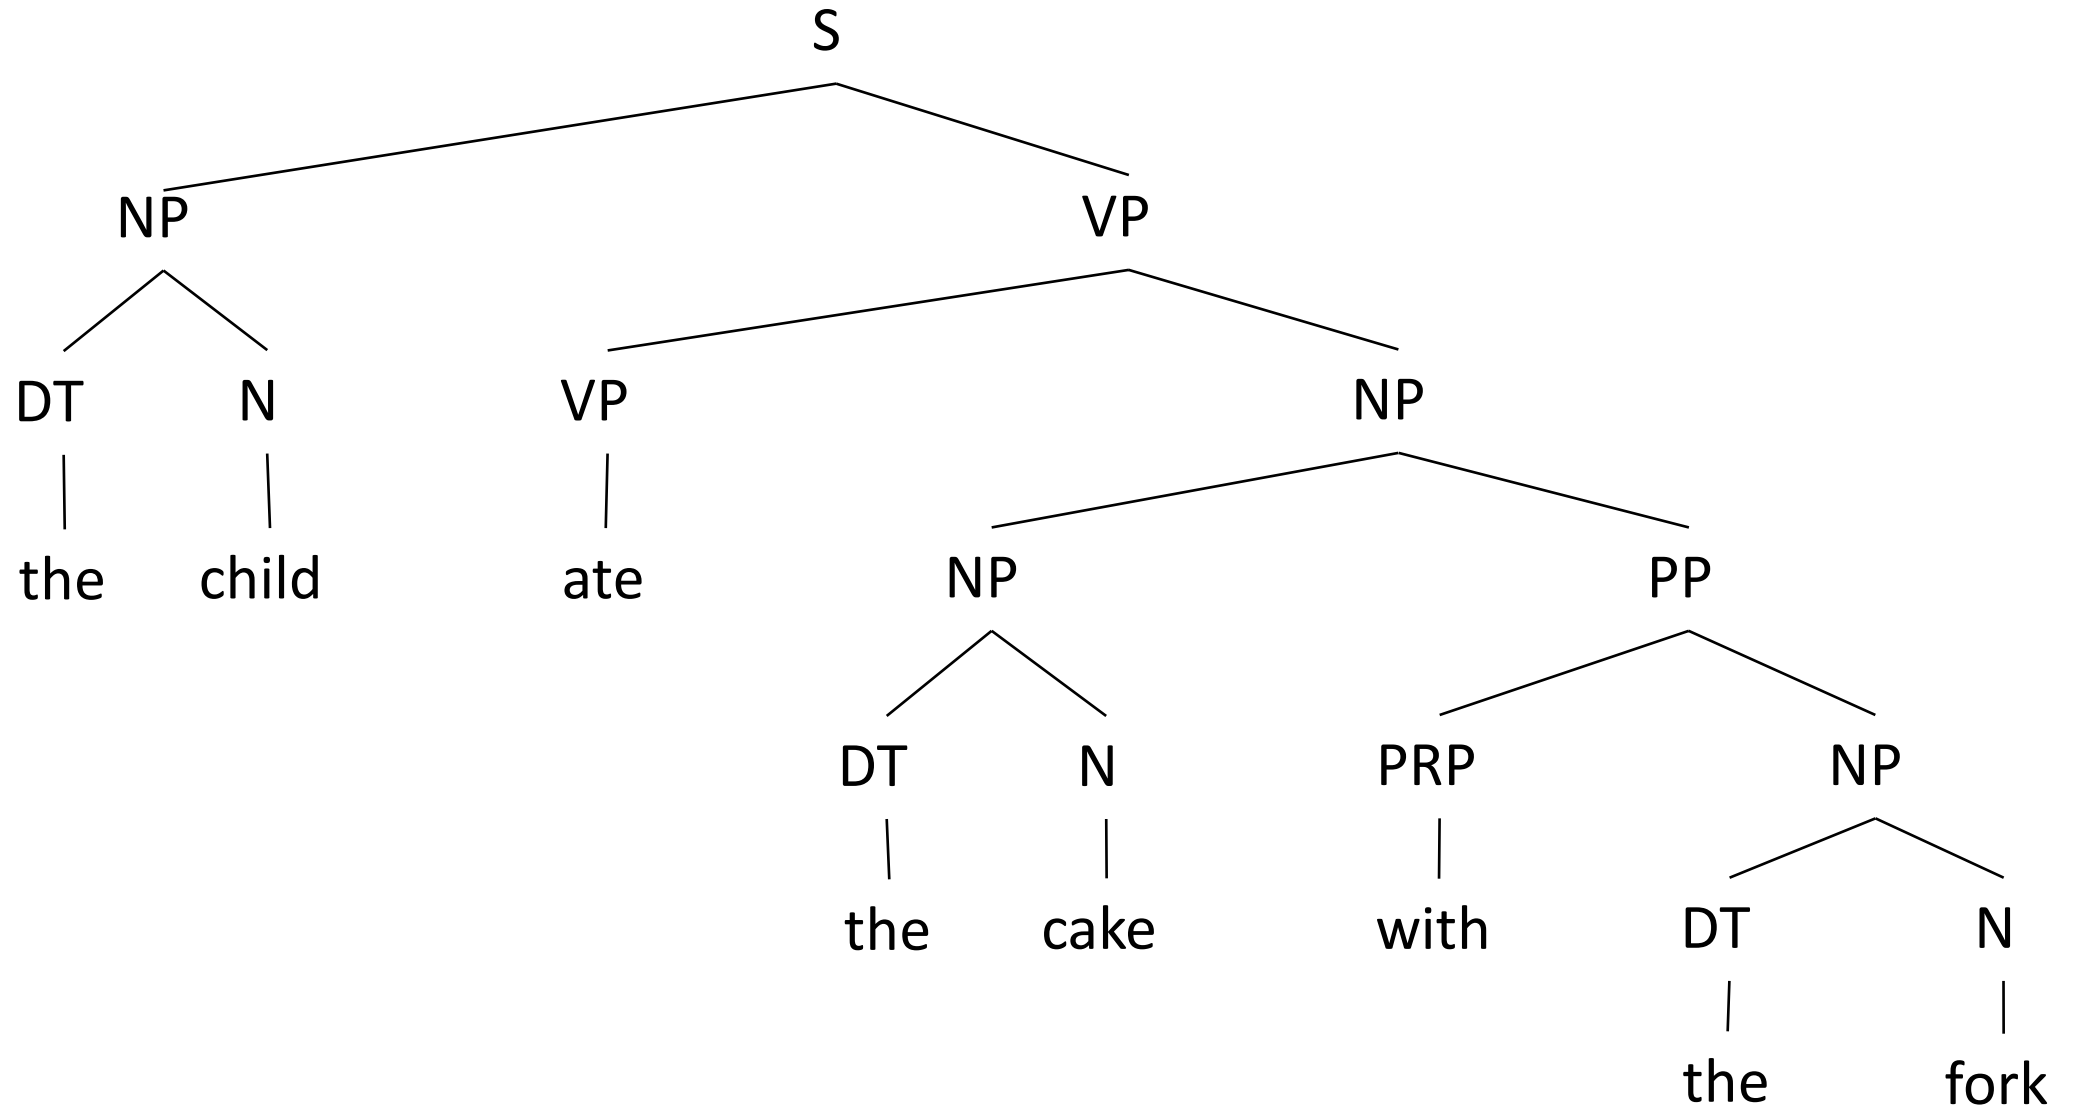 S
NP VP
DT N VP NP
the child ate NP PP
DT N PRP NP
the cake with DT N
the fork